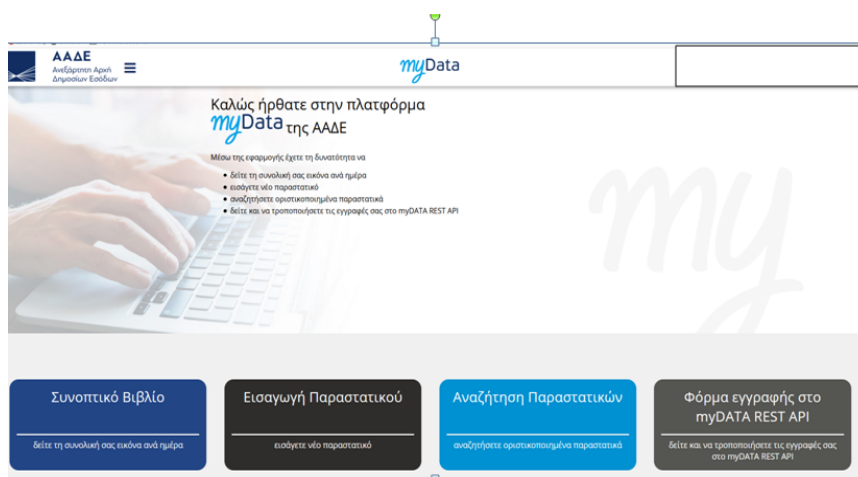 ΑΑΔΕ
Ανεξάρτητη Αρχή
Δημοσίων Εσόδων
myData
Καλώς ήρθατε στην πλατφόρμα
myData της ΑΑΔΕ
Μέσω της εφαρμογής έχετε τη δυνατότητα να
• δείτε τη συνολική σας εικόνα ανά ημέρα
• εισάγετε νέο παραστατικό
• αναζητήσετε οριστικοποιημένα παραστατικά
• δείτε και να τροποποιήσετε τις εγγραφές σας στο myDATA REST API
my
Συνοπτικό Βιβλίο
δείτε τη συνολική σας εικόνα ανά ημέρα
Εισαγωγή Παραστατικού
εισάγετε νέο παραστατικό
Αναζήτηση Παραστατικών
αναζητήσετε οριστικοποιημένα παραστατικά
Φόρμα εγγραφής στο
myDATA REST API
δείτε και να τροποποιήσετε τις εγγραφές σας
στο myDATA REST API